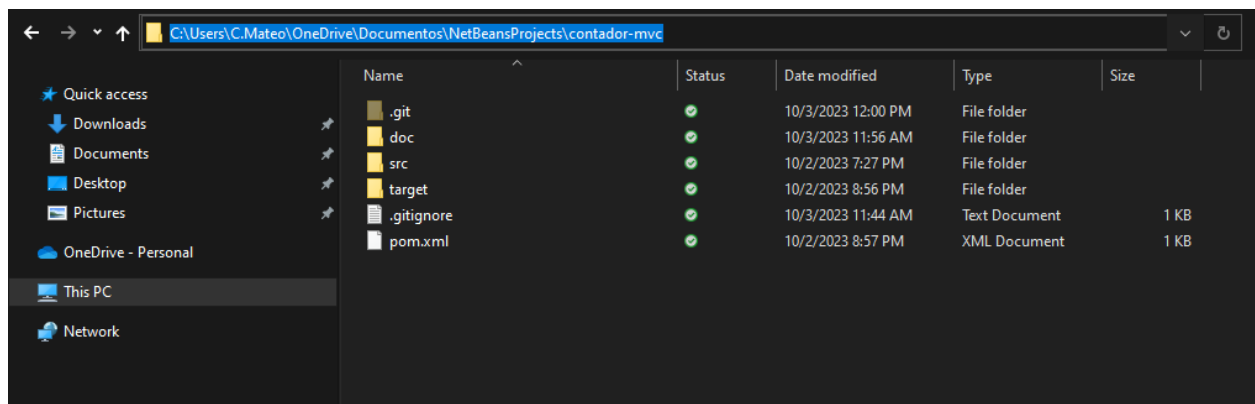 C:\Users\C.Mateo\OneDrive\Documentos\NetBeansProjects\contador-mvc
Quick access
Downloads
Documents
Desktop
Pictures
OneDrive - Personal
This PC
Network
Name Status Date modified Type Size
.git 10/3/2023 12:00 PM File folder
doc 10/3/2023 11:56 AM File folder
src 10/2/2023 7:27 PM File folder
target 10/2/2023 8:56 PM File folder
.gitignore 10/3/2023 11:44 AM Text Document 1 KB
pom.xml 10/2/2023 8:57 PM XML Document 1 KB